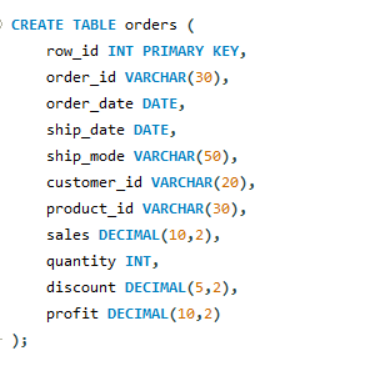 CREATE TABLE orders (
row_id INT PRIMARY KEY,
order_id VARCHAR(30),
order_date DATE,
ship_date DATE,
ship_mode VARCHAR(50),
customer_id VARCHAR(20),
product_id VARCHAR(30),
sales DECIMAL(10,2),
quantity INT,
discount DECIMAL(5,2),
profit DECIMAL(10,2)
);